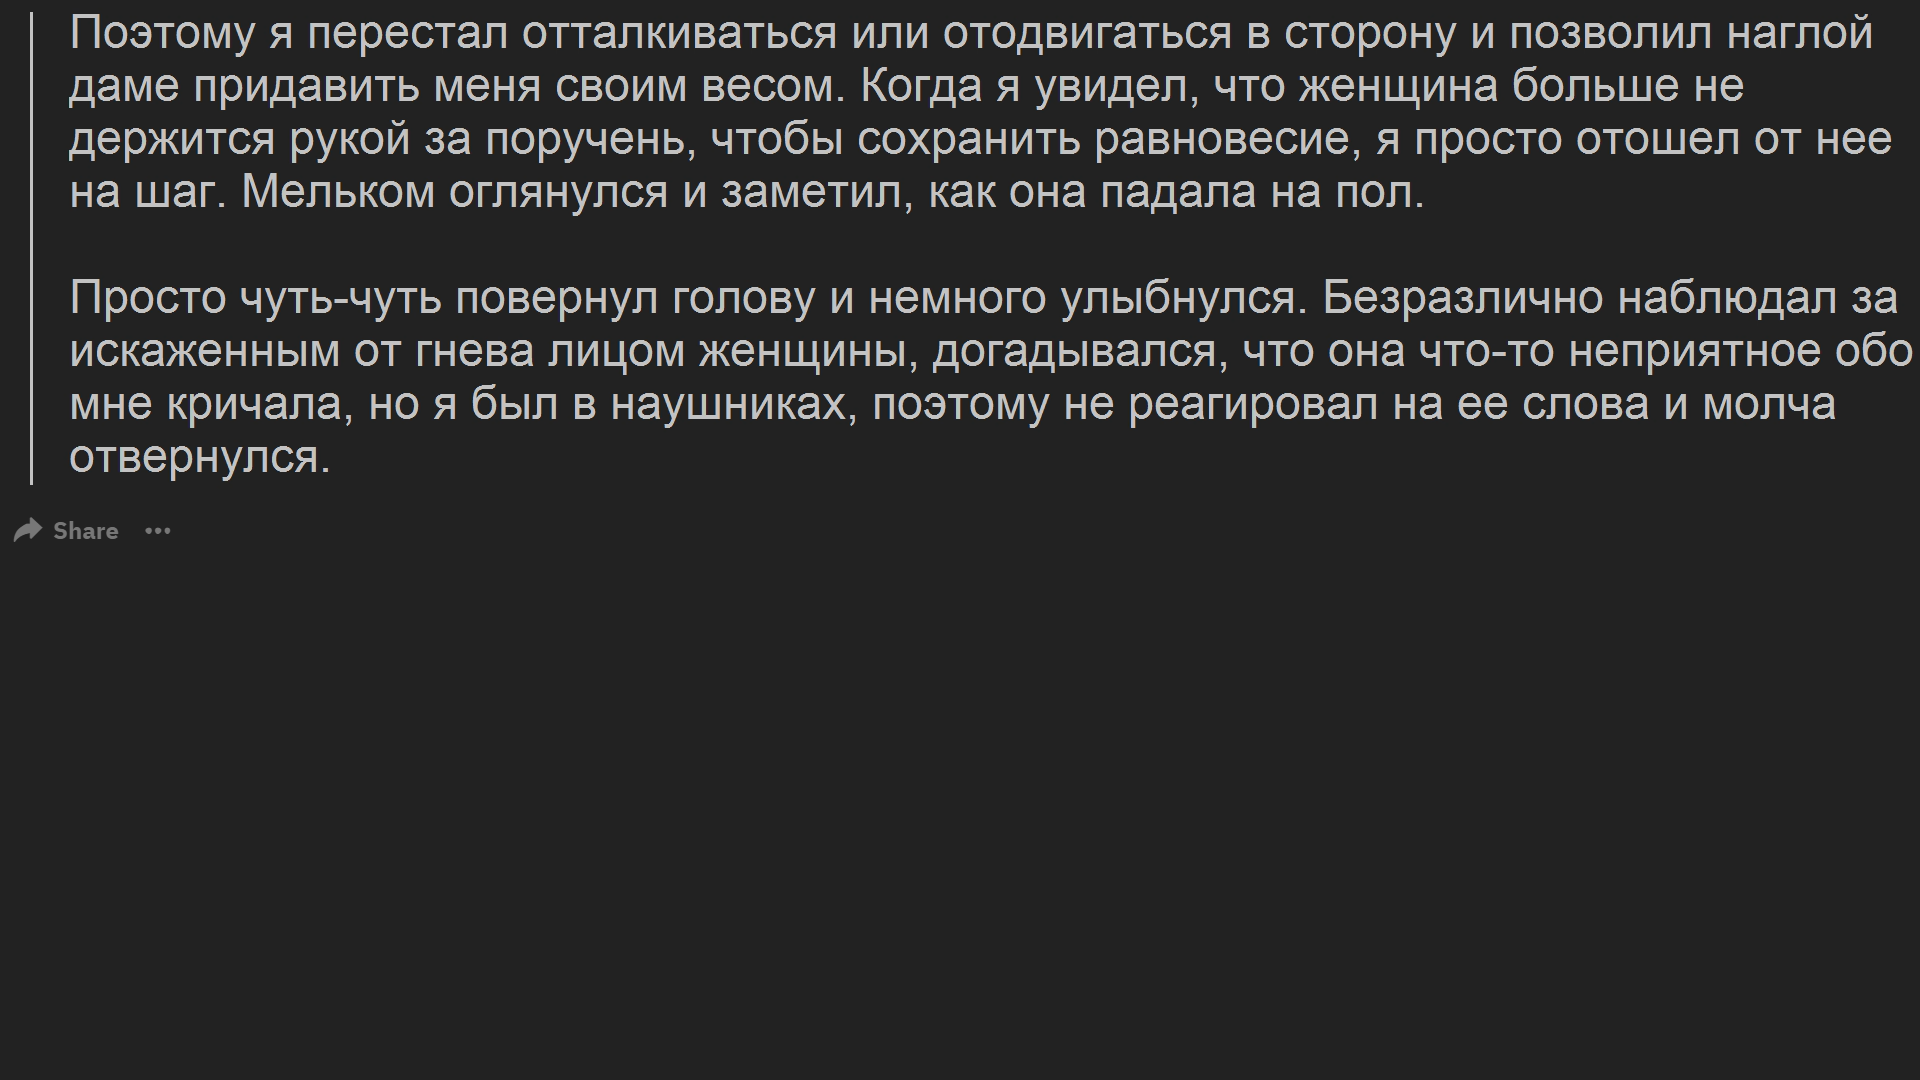 Поэтому я перестал отталкиваться или отодвигаться в сторону и позволил наглой
даме придавить меня своим весом. Когда я увидел, что женщина больше не
держится рукой за поручень, чтобы сохранить равновесие, я просто отошел от нее
на шаг. Мельком оглянулся и заметил, как она падала на пол.
Просто чуть-чуть повернул голову и немного улыбнулся. Безразлично наблюдал за
искаженным от гнева лицом женщины, догадывался, что она что-то неприятное обо
мне кричала, но я был в наушниках, поэтому не реагировал на ее слова и молча
отвернулся.
Share